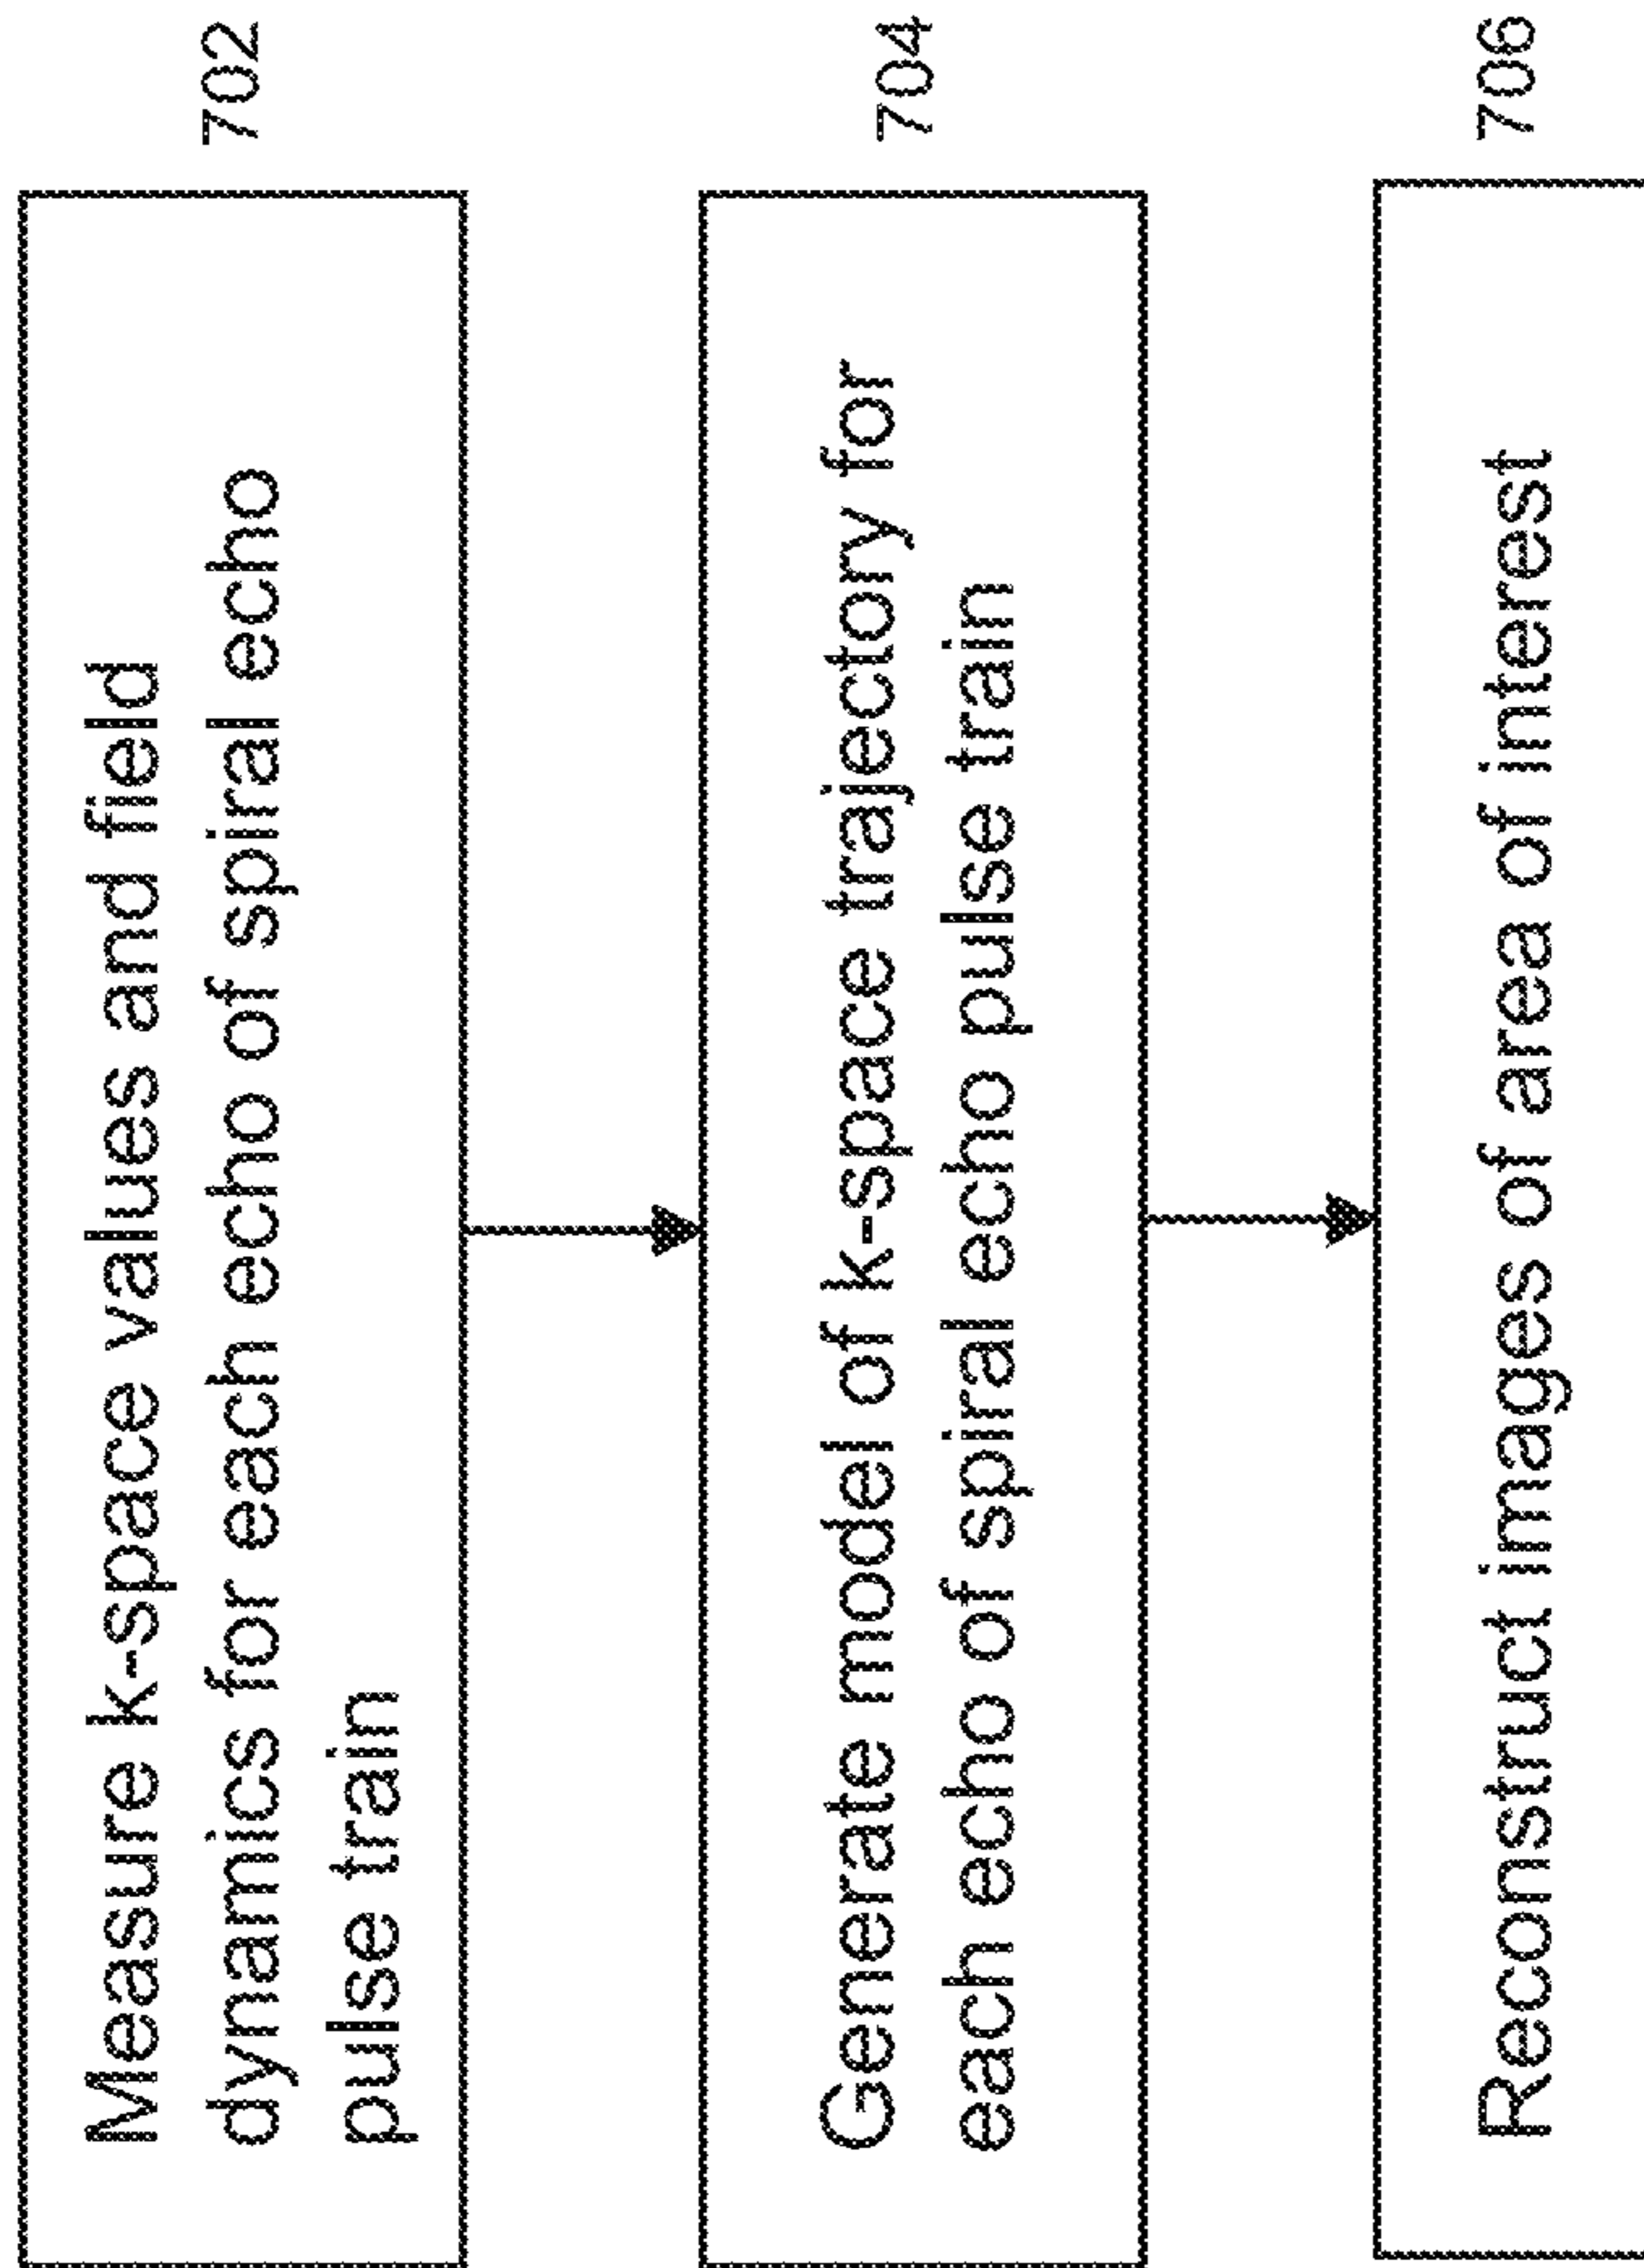 Measure k-space values and field
dynamics for each echo of spiral echo
pulse train
702
Generate model of k-space trajectory for
each echo of spiral echo pulse train
704
Reconstruct images of area of interest
706